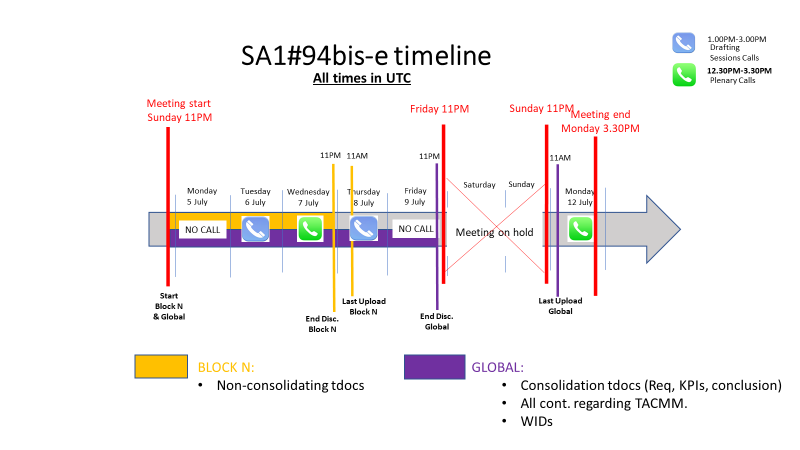 SA1#94bis-e timeline
All times in UTC
1.00PM-3.00PM
Drafting
Sessions Calls
12.30PM-3.30PM
Plenary Calls
Meeting start
Sunday 11PM
Friday 11PM
Sunday 11PM
Meeting end
Monday 3.30PM
11PM
11AM
11PM
11AM
Monday
5 July
Tuesday
6 July
Wednesday
7 July
Thursday
8 July
Friday
9 July
Saturday
Sunday
Monday
12 July
NO CALL
NO CALL
Meeting on hold
Start
Block N
& Global
End Disc.
Block N
Last Upload
Block N
End Disc.
Global
Last Upload
Global
BLOCK N:
• Non-consolidating tdocs
GLOBAL:
• Consolidation tdocs (Req, KPIs, conclusion)
• All cont. regarding TACMM.
• WIDs